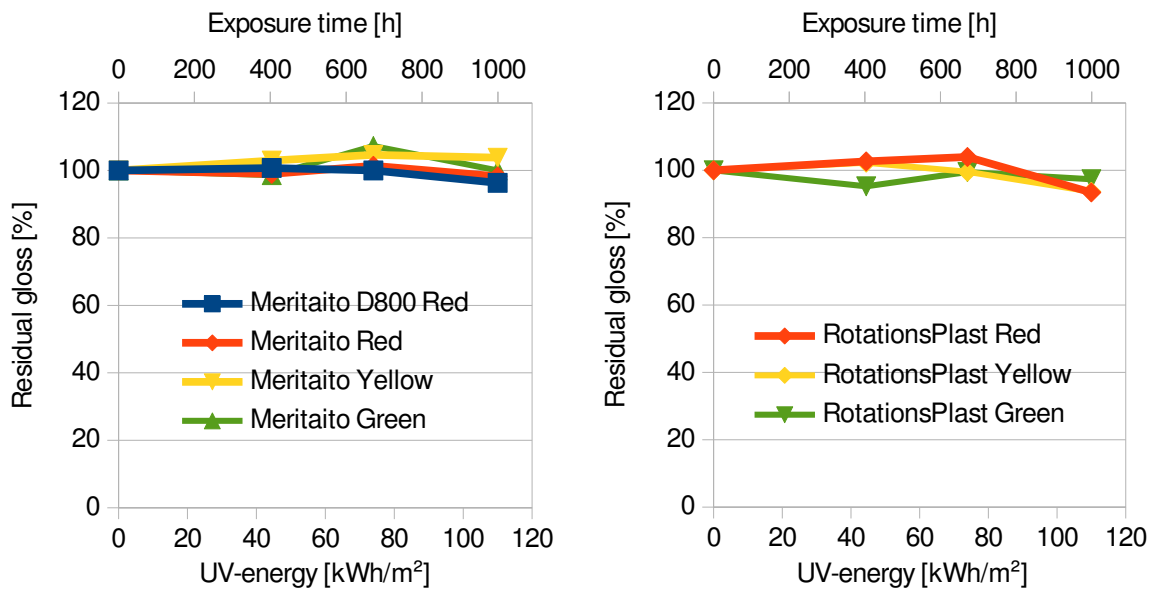 Exposure time [h]
0 200 400 600 800 1000
120
100
80
60
40
20
0
Residual gloss [%]
Meritaito D800 Red
Meritaito Red
Meritaito Yellow
Meritaito Green
0 20 40 60 80 100 120
UV-energy [kWh/m²]
Exposure time [h]
0 200 400 600 800 1000
120
100
80
60
40
20
0
Residual gloss [%]
RotationsPlast Red
RotationsPlast Yellow
RotationsPlast Green
0 20 40 60 80 100 120
UV-energy [kWh/m²]